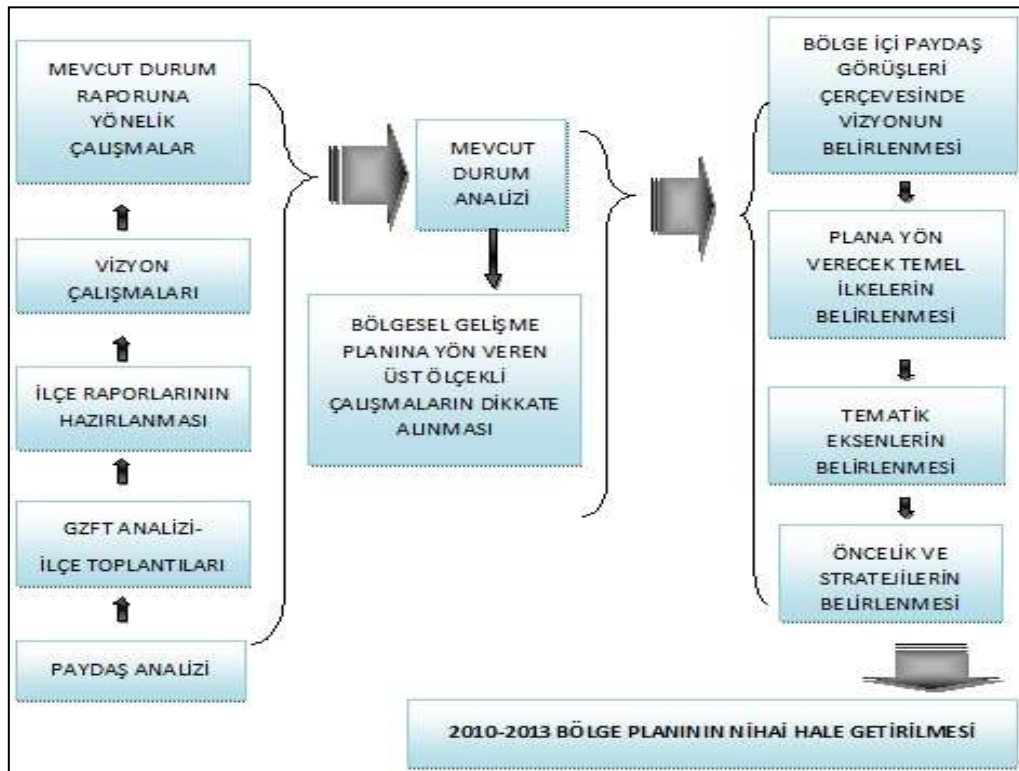 MEVCUT DURUM
RAPORUNA
YÖNELİK
ÇALIŞMALAR
VİZYON
ÇALIŞMALARI
İLÇE RAPORLARININ
HAZIRLANMASI
GZFT ANALİZİ-
İLÇE TOPLANTILARI
PAYDAŞ ANALİZİ
MEVCUT
DURUM
ANALİZİ
BÖLGESEL GELİŞME
PLANINA YÖN VEREN
ÜST ÖLÇEKLİ
ÇALIŞMALARIN DİKKATE
ALINMASI
BÖLGE İÇİ PAYDAŞ
GÖRÜŞLERİ
ÇERÇEVESİNDE
VİZYONUN
BELİRLENMESİ
PLANA YÖN
VERECEK TEMEL
İLKELERİN
BELİRLENMESİ
TEMATİK
EKSENLERİN
BELİRLENMESİ
ÖNCELİK VE
STRATEJİLERİN
BELİRLENMESİ
2010-2013 BÖLGE PLANININ NİHAİ HALE GETİRİLMESİ